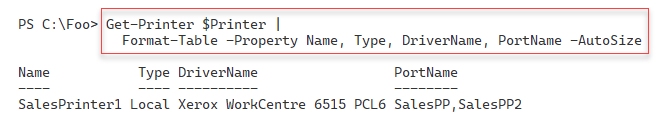 PS C:\Foo> Get-Printer $Printer |
Format-Table -Property Name, Type, DriverName, PortName -AutoSize
Name Type DriverName PortName
---- ---- ---------- --------
SalesPrinter1 Local Xerox WorkCentre 6515 PCL6 SalesPP,SalesPP2